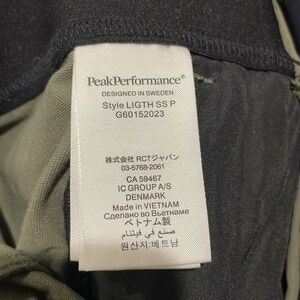 PeakPerformance®
DESIGNED IN SWEDEN
Style LIGTH SS P
G60152023
株式会社 RCTジャパン
03-5768-2061
CA 59467
IC GROUP A/S
DENMARK
Made in VIETNAM
Сделано во Вьетнаме
ベトナム製
صنع في فيتنام
원산지:베트남